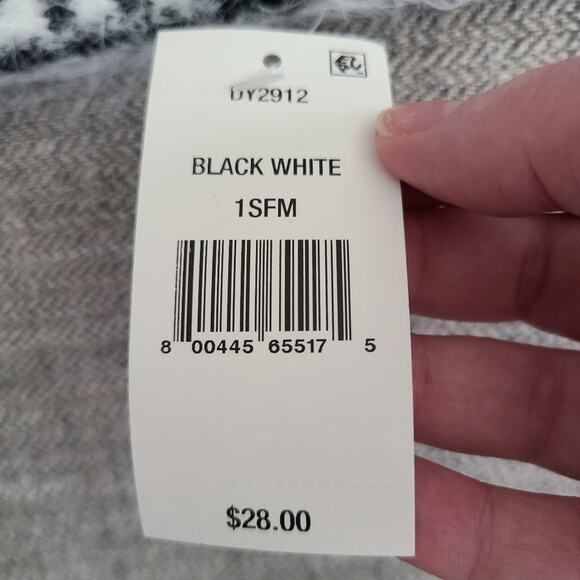 DY2912
BLACK WHITE
1SFM
8 00445 65517 5
$28.00